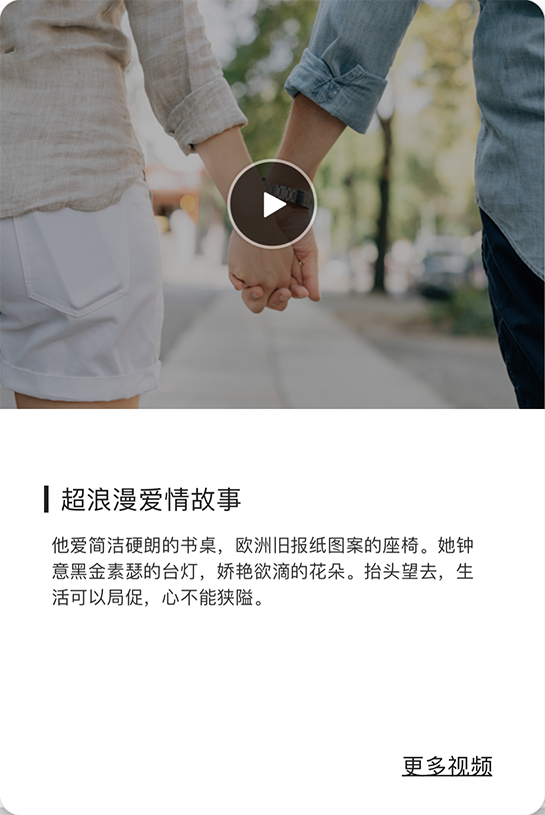 超浪漫爱情故事
他爱简洁硬朗的书桌，欧洲旧报纸图案的座椅。她钟
意黑金素瑟的台灯，娇艳欲滴的花朵。抬头望去，生
活可以局促，心不能狭隘。
更多视频